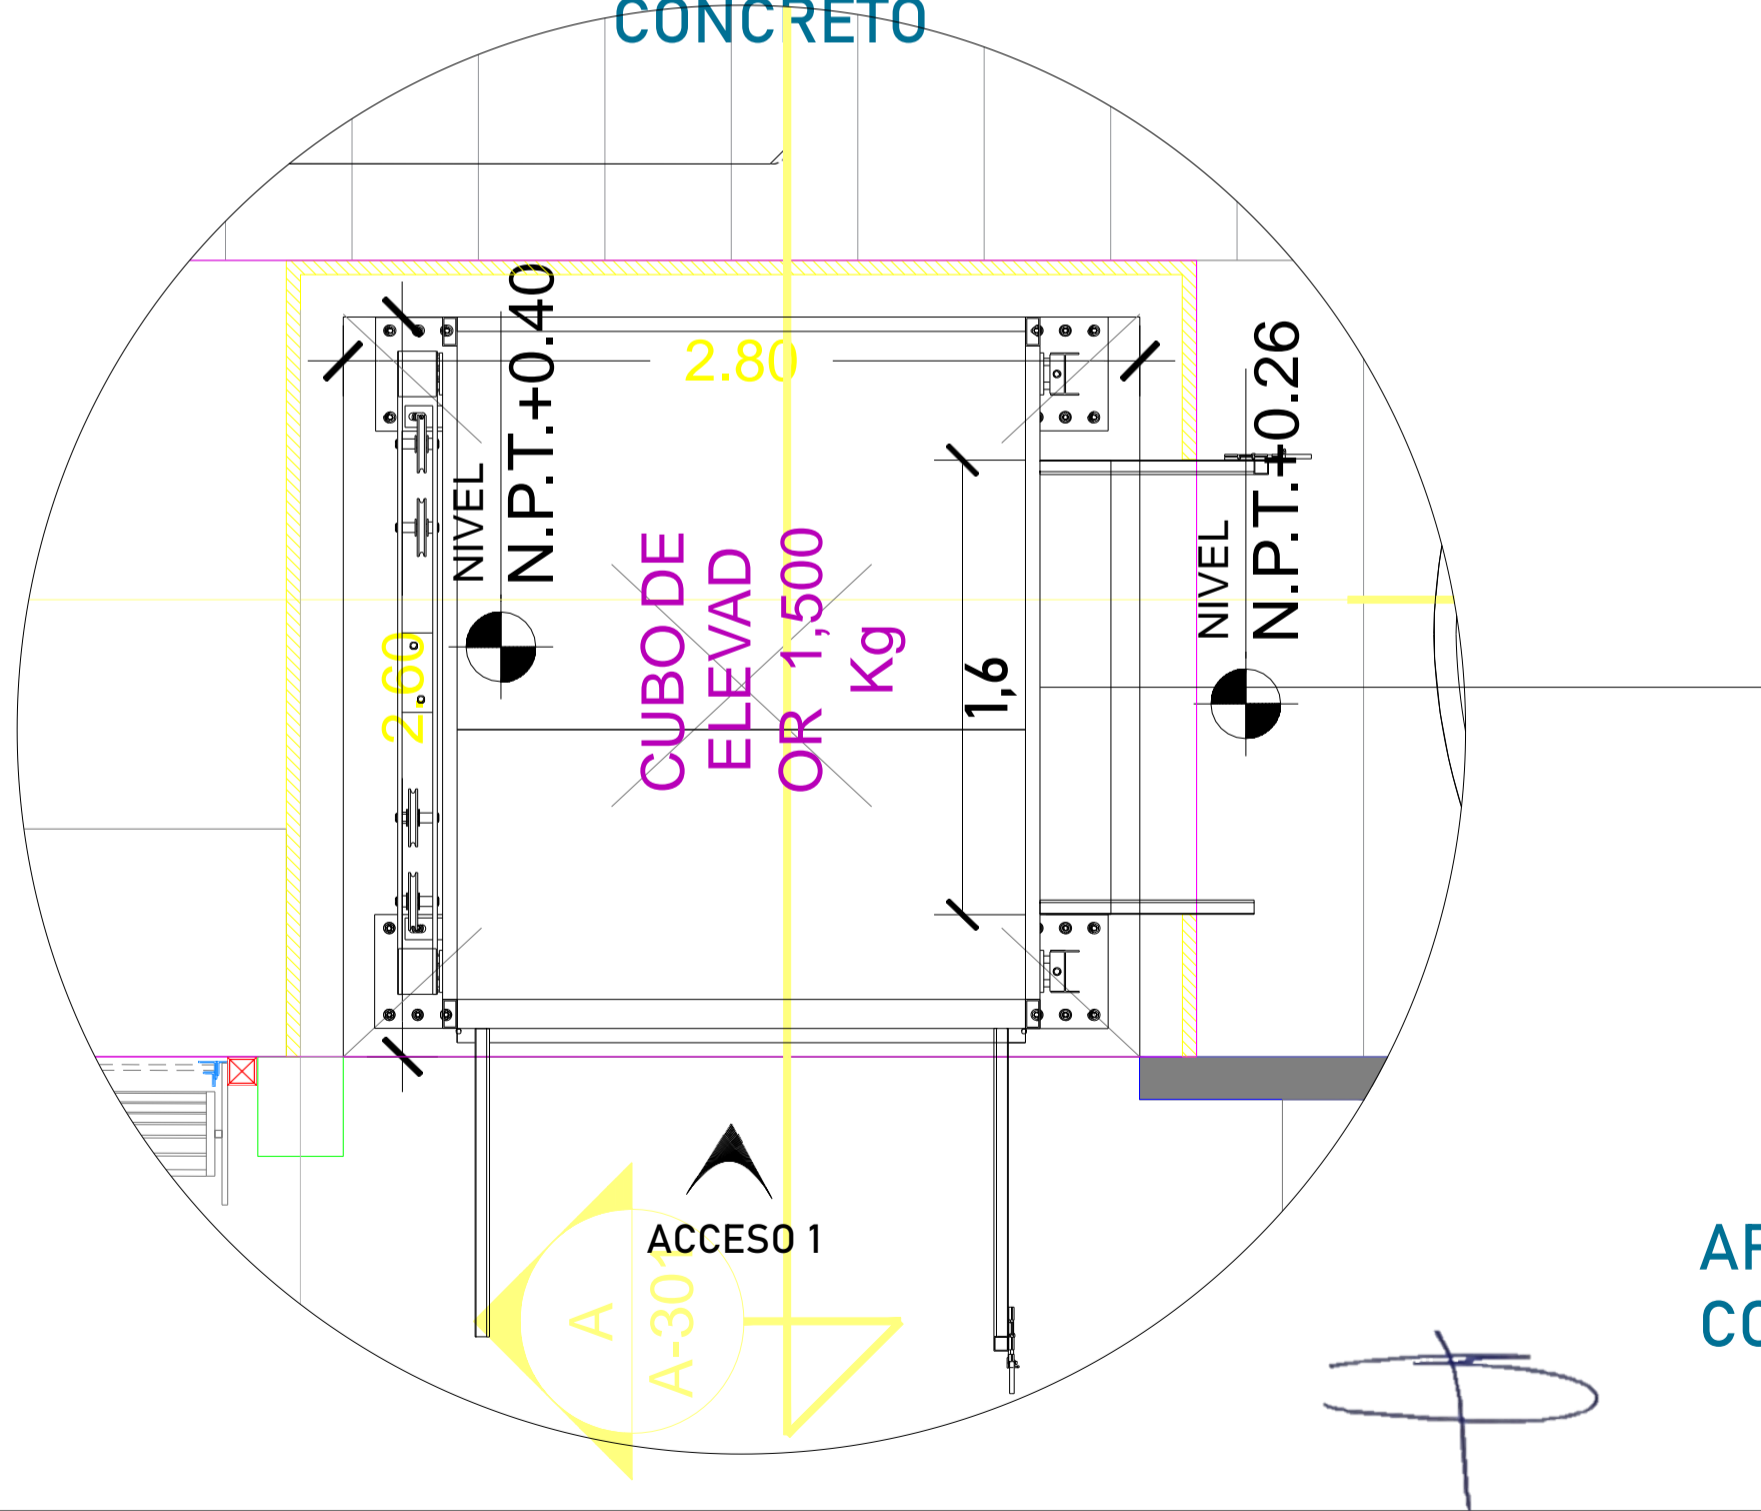 CONCRETO
2.80
NIVEL
N.P.T.+0.40
NIVEL
N.P.T.+0.26
2.60
CUBO DE
ELEVAD
OR 1,500
Kg
1,6
ACCESO 1
A
A-301
CO